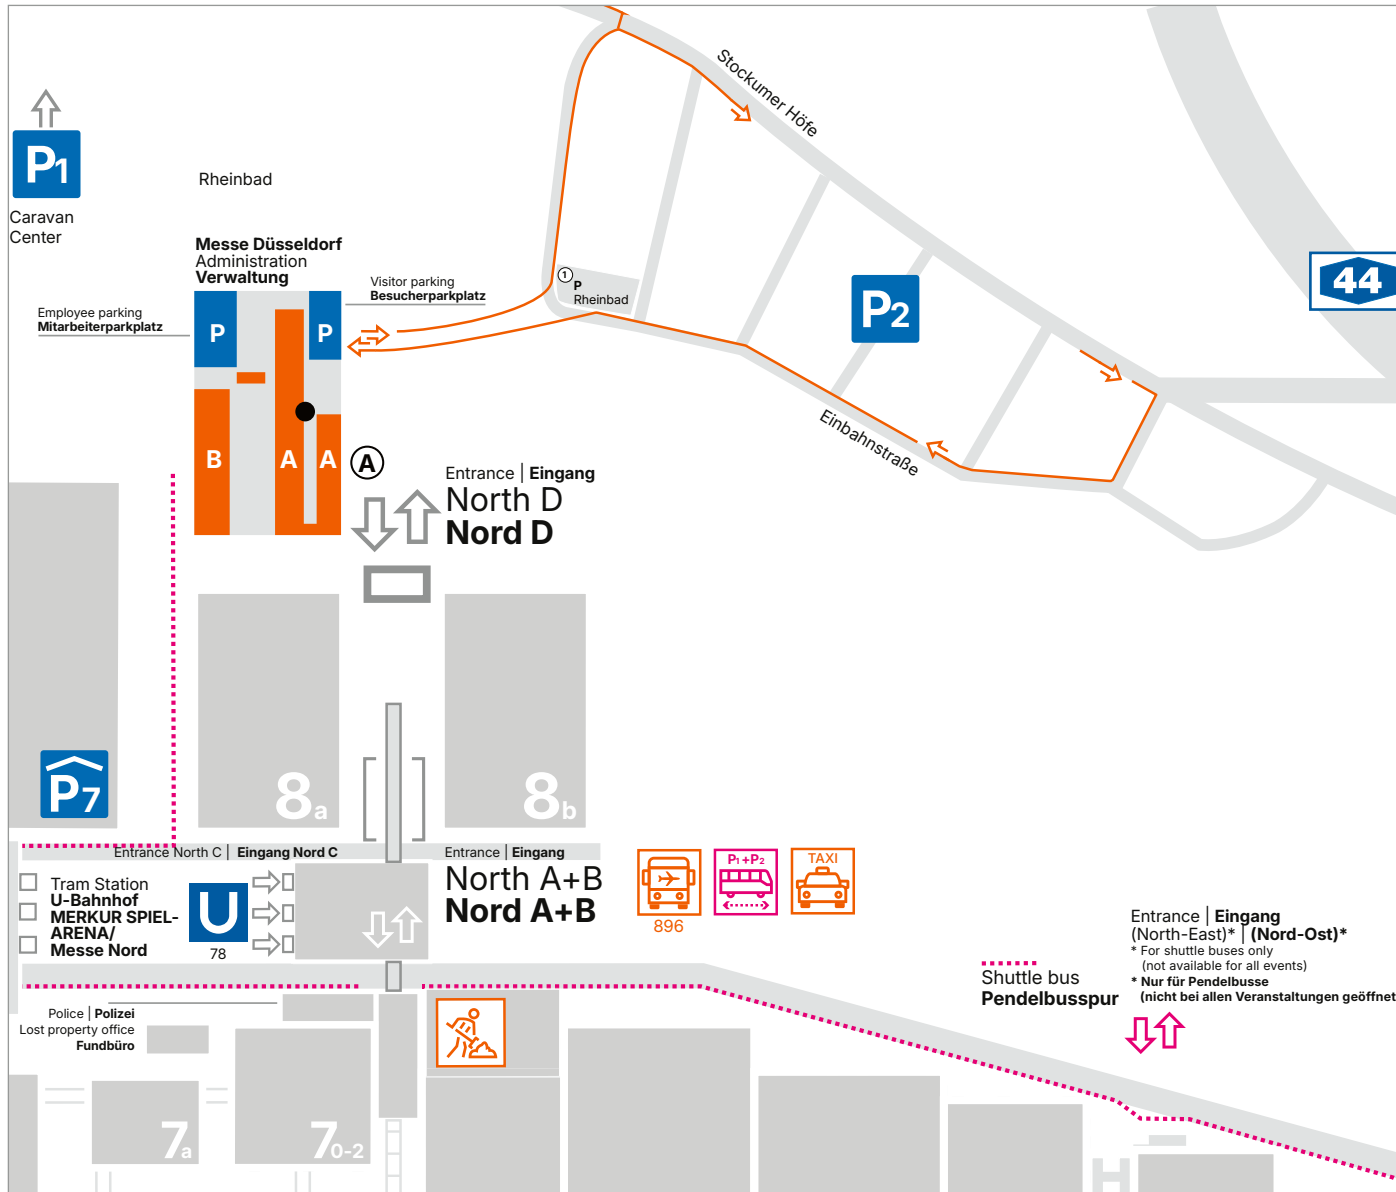 Stockumer Höfe
P1
Caravan
Center
Rheinbad
Messe Düsseldorf
Administration
Verwaltung
Visitor parking
Besucherparkplatz
Employee parking
Mitarbeiterparkplatz
P
P
1
P
Rheinbad
P2
44
Einbahnstraße
B
A
A
A
Entrace | Eingang
North D
Nord D
P7
8a
8b
Entrance North C | Eingang Nord C
Entrance | Eingang
North A+B
Nord A+B
Tram Station
U-Bahnhof
MERKUR SPIEL-
ARENA/
Messe Nord
U
78
896
P1+P2
TAXI
Entrance | Eingang
(North-East)* | (Nord-Ost)*
* For shuttle buses only
(not available for all events)
* Nur für Pendelbusse
(nicht bei allen Veranstaltungen geöffnet
Shuttle bus
Pendelbusspur
Police | Polizei
Lost property office
Fundbüro
7a
70-2
H